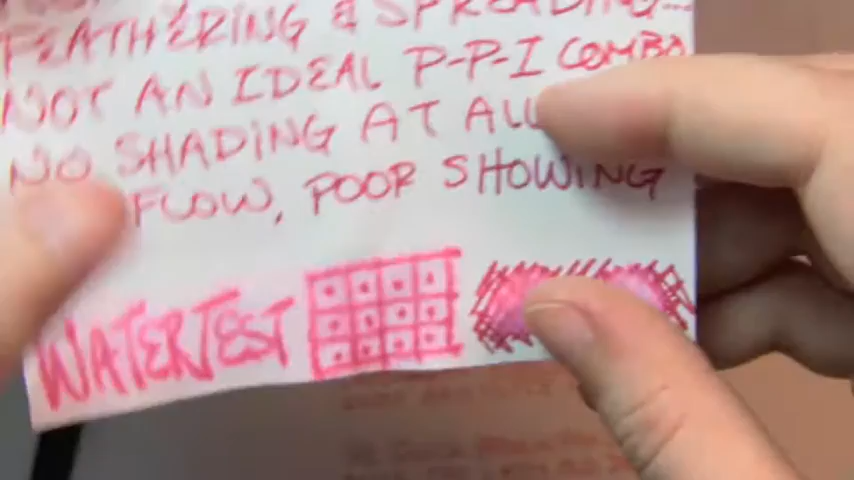 FEATHERING & SPREADING...
NOT AN IDEAL P-P-I COMBO
NO SHADING AT ALL
FLOW, POOR SHOWING
WATERTEST